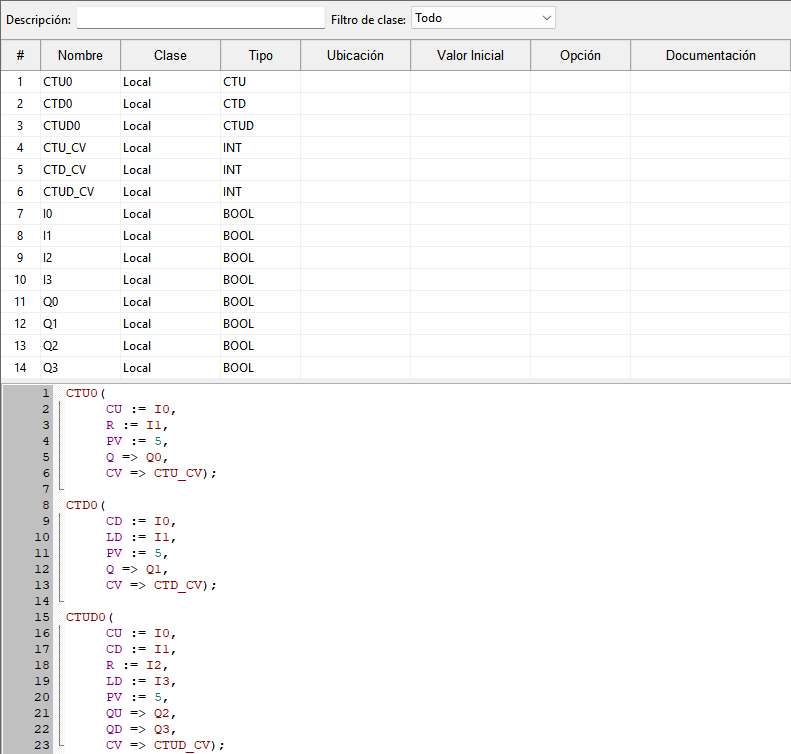 Descripción: Filtro de clase: Todo
# Nombre Clase Tipo Ubicación Valor Inicial Opción Documentación
1 CTU0 Local CTU
2 CTD0 Local CTD
3 CTUD0 Local CTUD
4 CTU_CV Local INT
5 CTD_CV Local INT
6 CTUD_CV Local INT
7 I0 Local BOOL
8 I1 Local BOOL
9 I2 Local BOOL
10 I3 Local BOOL
11 Q0 Local BOOL
12 Q1 Local BOOL
13 Q2 Local BOOL
14 Q3 Local BOOL
1 CTU0(
2 CU := I0,
3 R := I1,
4 PV := 5,
5 Q => Q0,
6 CV => CTU_CV);
7
8 CTD0(
9 CD := I0,
10 LD := I1,
11 PV := 5,
12 Q => Q1,
13 CV => CTD_CV);
14
15 CTUD0(
16 CU := I0,
17 CD := I1,
18 R := I2,
19 LD := I3,
20 PV := 5,
21 QU => Q2,
22 QD => Q3,
23 CV => CTUD_CV);